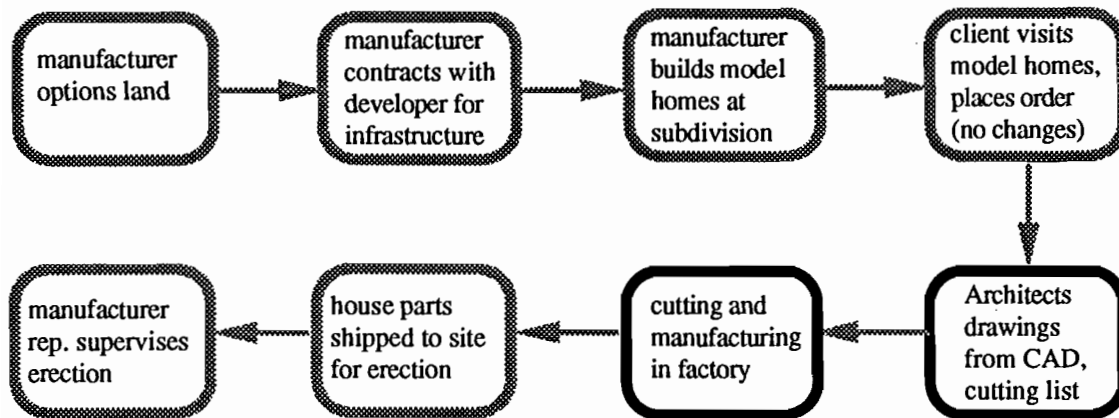 manufacturer
options land
manufacturer
contracts with
developer for
infrastructure
manufacturer
builds model
homes at
subdivision
client visits
model homes,
places order
(no changes)
Architects
drawings
from CAD,
cutting list
cutting and
manufacturing
in factory
house parts
shipped to site
for erection
manufacturer
rep. supervises
erection